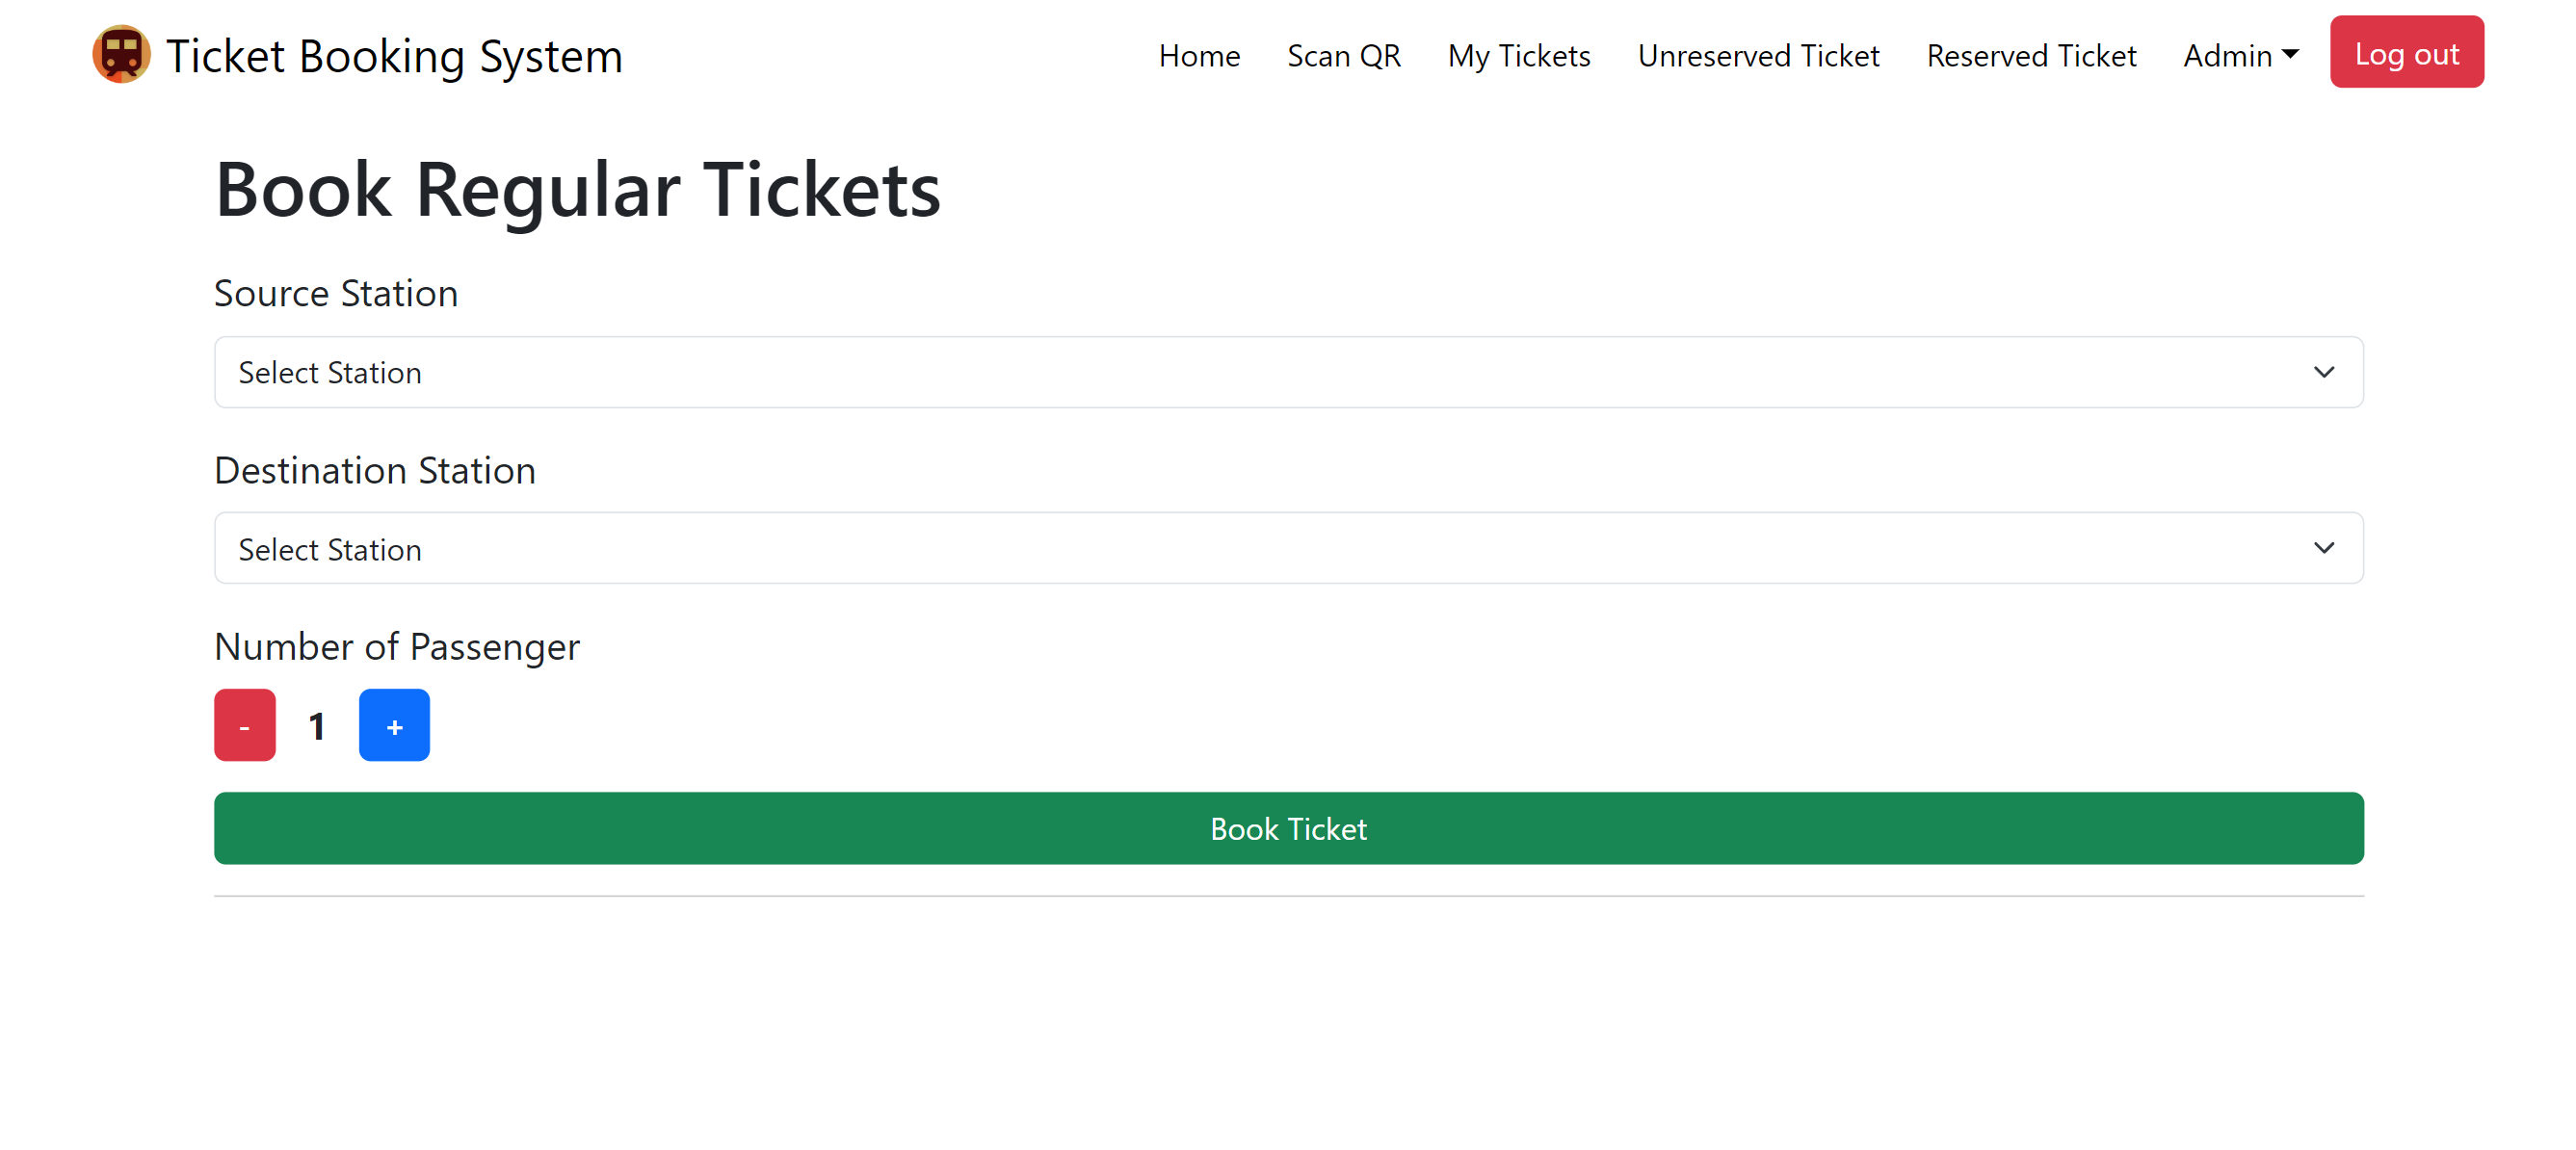 Ticket Booking System
Home Scan QR My Tickets Unreserved Ticket Reserved Ticket Admin Log out
Book Regular Tickets
Source Station
Select Station
Destination Station
Select Station
Number of Passenger
- 1 +
Book Ticket